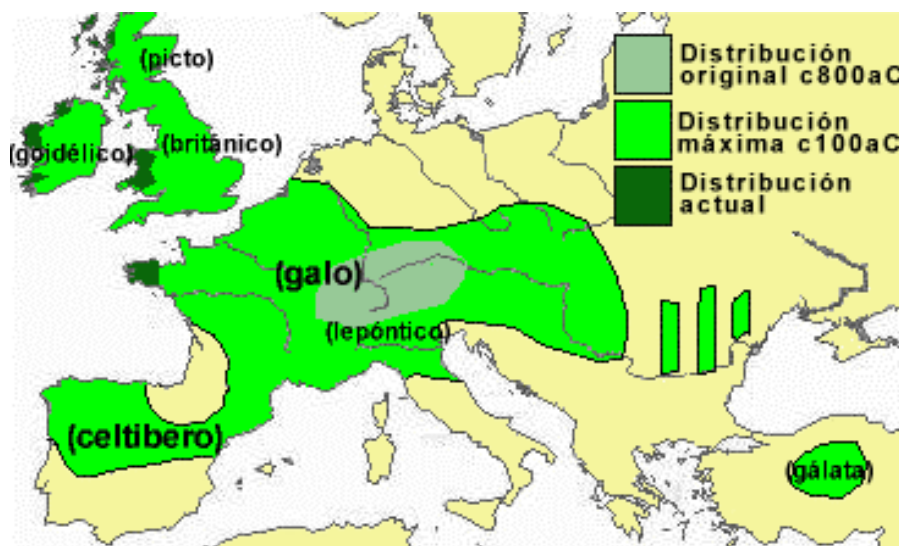 (picto)
(goidélico)
(británico)
(galo)
(lepóntico)
(celtibero)
(gálata)
Distribución
original c800aC
Distribución
máxima c100aC
Distribución
actual